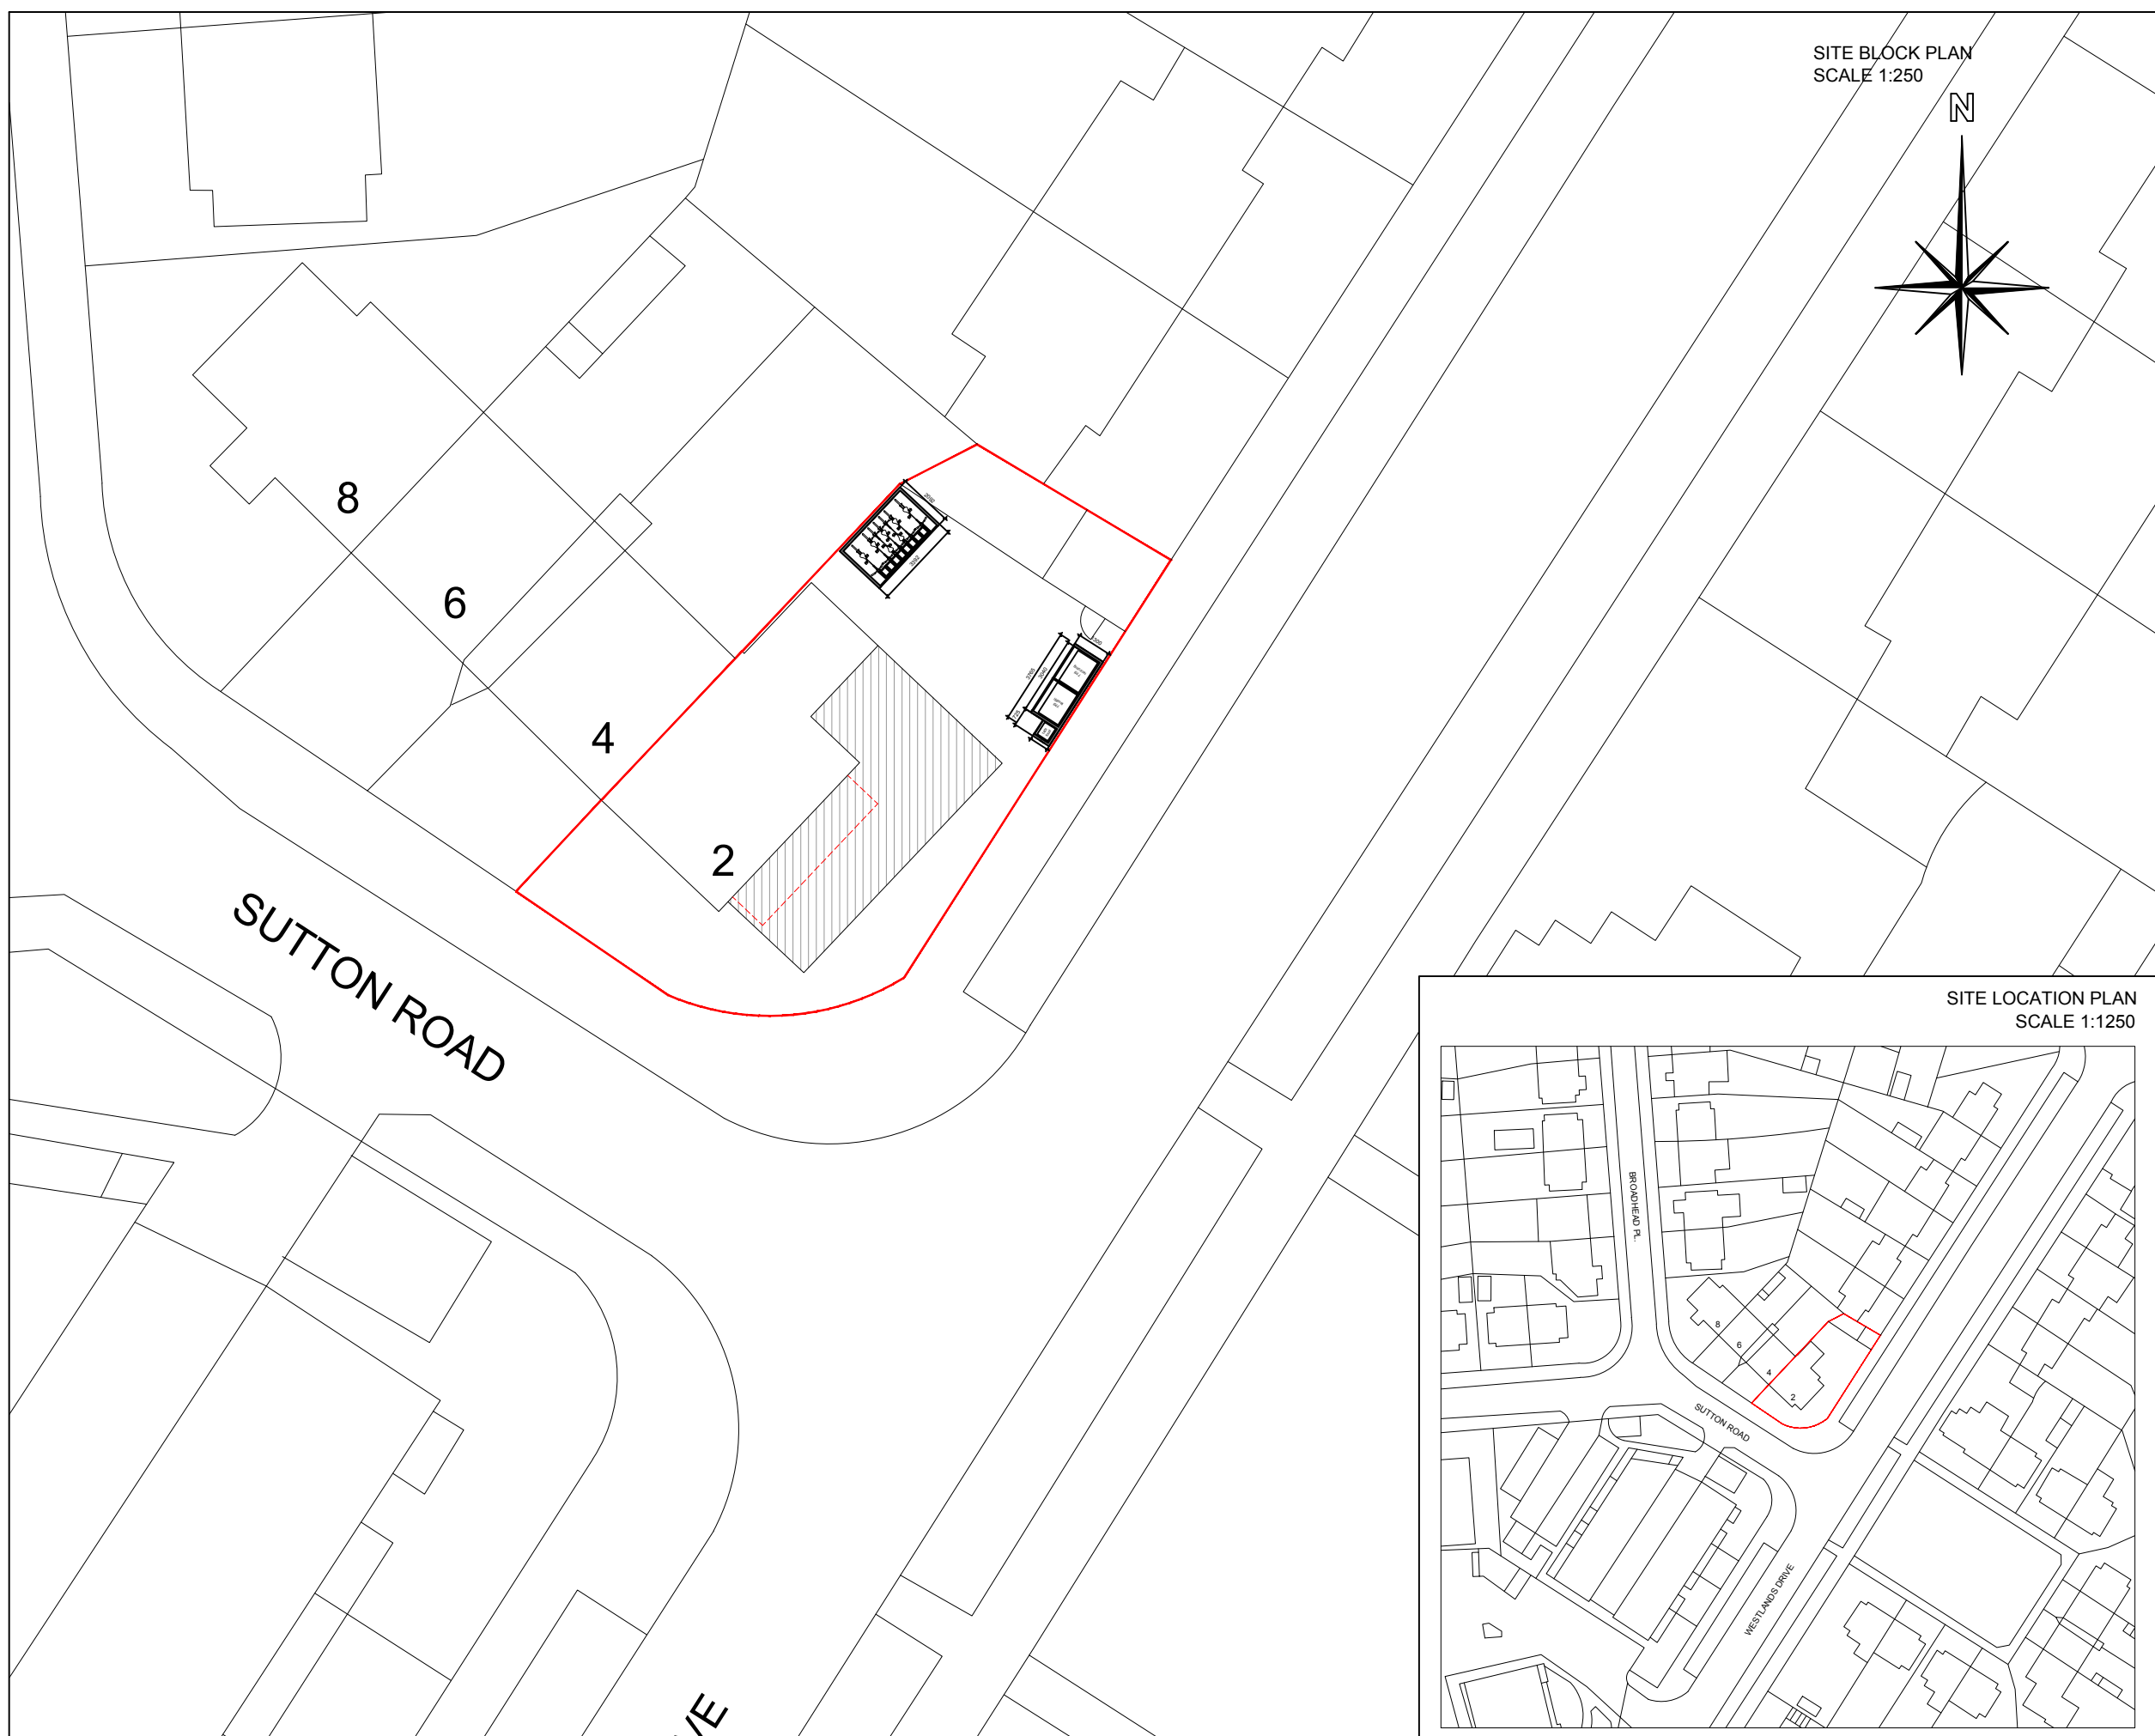 SITE BLOCK PLAN
SCALE 1:250
N
8
6
4
2
SUTTON ROAD
VE
SITE LOCATION PLAN
SCALE 1:1250
BROADHEAD PL.
8
6
4
2
SUTTON ROAD
WESTLANDS DRIVE